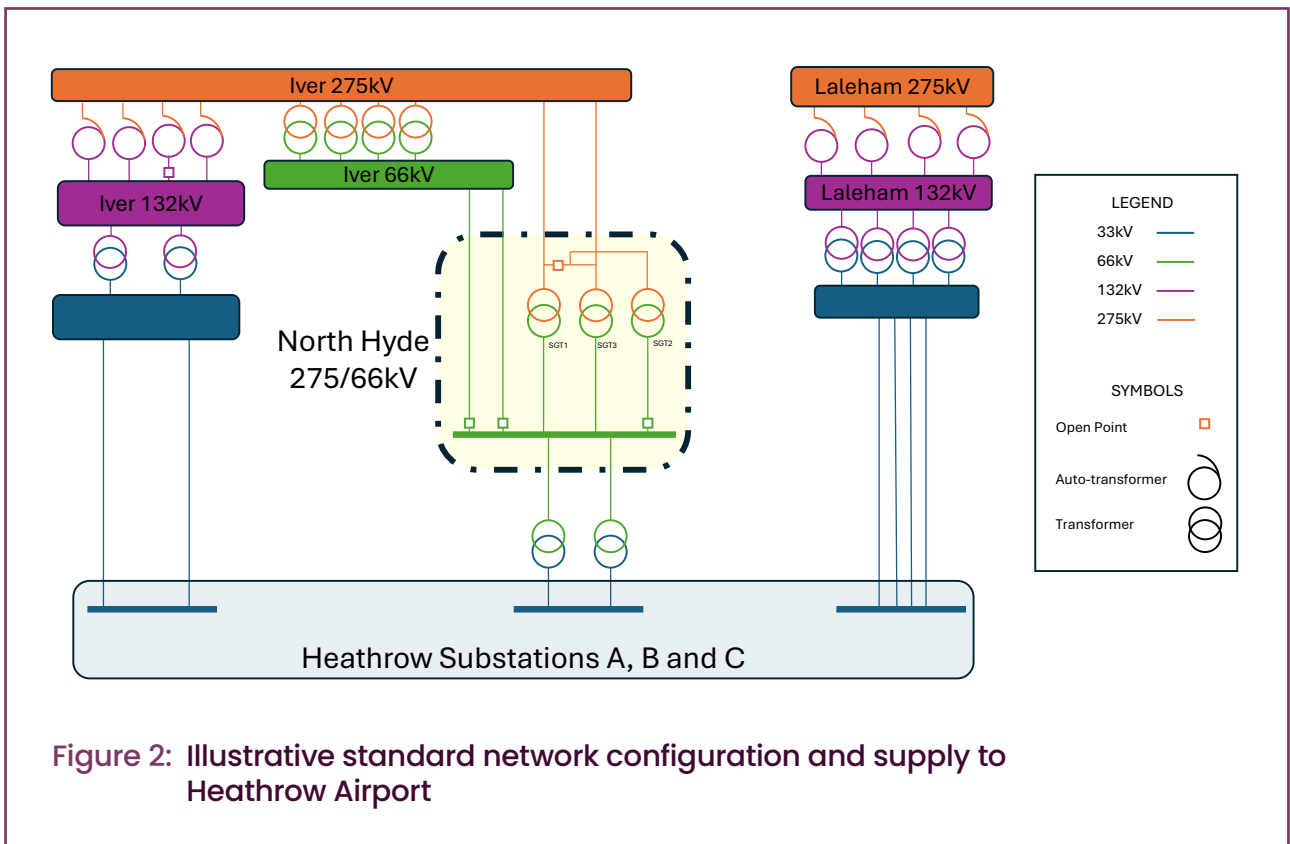 Iver 275kV
Laleham 275kV
Iver 66kV
Iver 132kV
Laleham 132kV
LEGEND
33kV
66kV
132kV
275kV
North Hyde
275/66kV
SGT1
SGT3
SGT2
SYMBOLS
Open Point
Auto-transformer
Transformer
Heathrow Substations A, B and C
Figure 2: Illustrative standard network configuration and supply to
Heathrow Airport